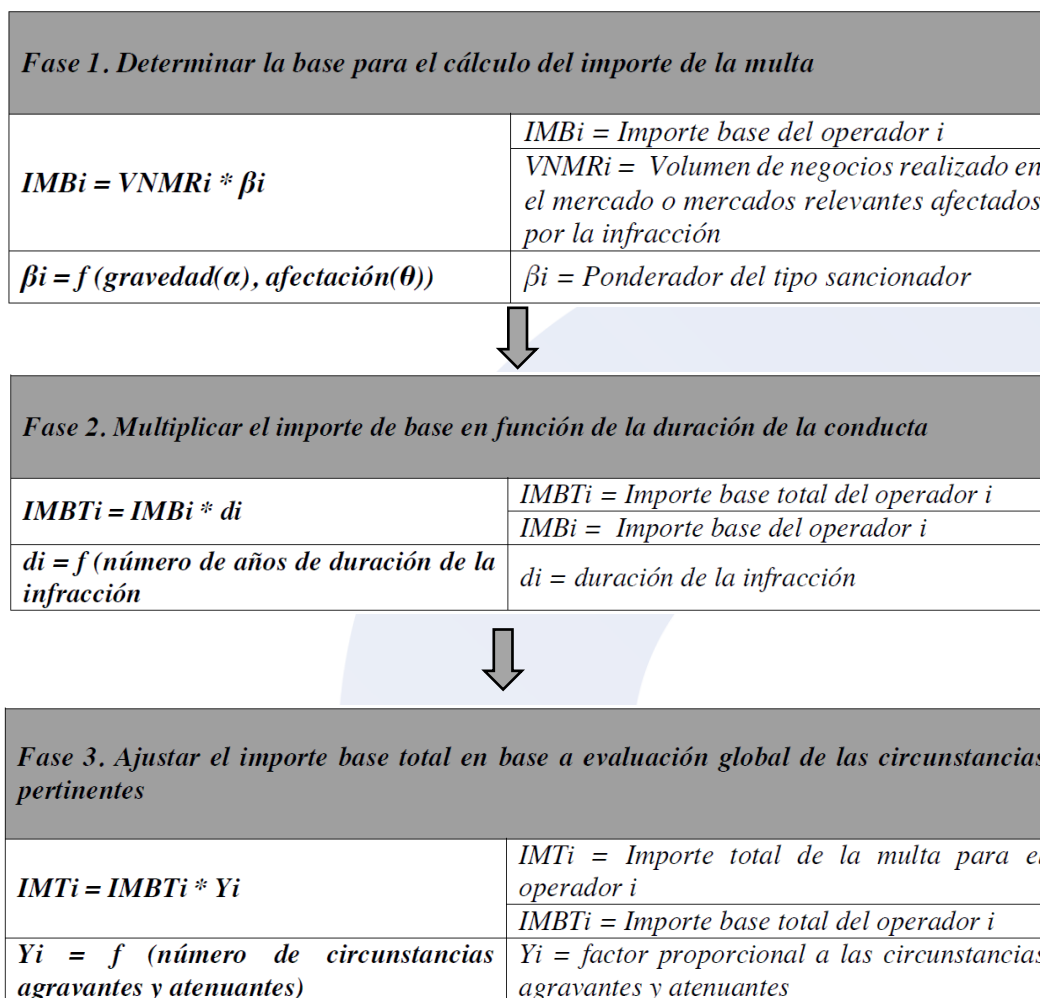 Fase 1. Determinar la base para el cálculo del importe de la multa
IMBi = VNMRi * βi
IMBi = Importe base del operador i
VNMRi = Volumen de negocios realizado en
el mercado o mercados relevantes afectados
por la infracción
βi = f (gravedad(α), afectación(θ))
βi = Ponderador del tipo sancionador
Fase 2. Multiplicar el importe de base en función de la duración de la conducta
IMBTi = IMBi * di
IMBTi = Importe base total del operador i
IMBi = Importe base del operador i
di = f (número de años de duración de la
infracción
di = duración de la infracción
Fase 3. Ajustar el importe base total en base a evaluación global de las circunstancias
pertinentes
IMTi = IMBTi * Yi
IMTi = Importe total de la multa para el
operador i
IMBTi = Importe base total del operador i
Yi = f (número de circunstancias
agravantes y atenuantes)
Yi = factor proporcional a las circunstancias
agravantes y atenuantes